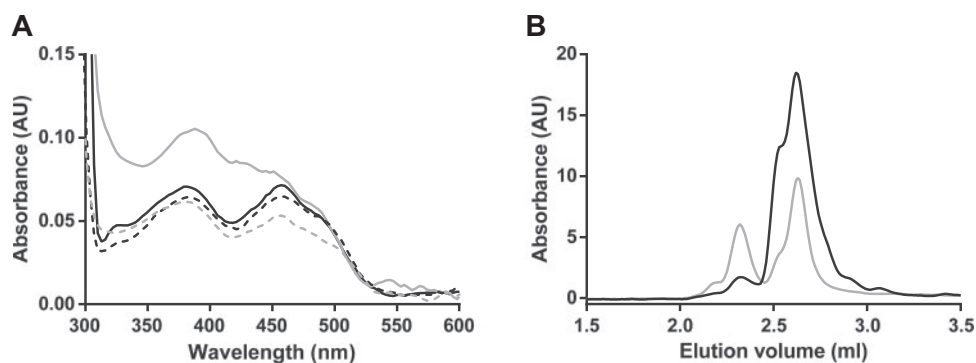 A
Absorbance (AU)
0.15
0.10
0.05
0.00
300 350 400 450 500 550 600
Wavelength (nm)
B
Absorbance (AU)
20
15
10
5
0
1.5 2.0 2.5 3.0 3.5
Elution volume (ml)